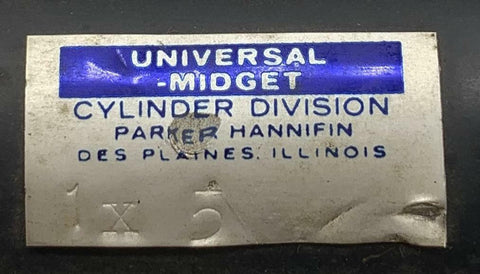 UNIVERSAL
-MIDGET
CYLINDER DIVISION
PARKER HANNIFIN
DES PLAINES, ILLINOIS
1 x 5